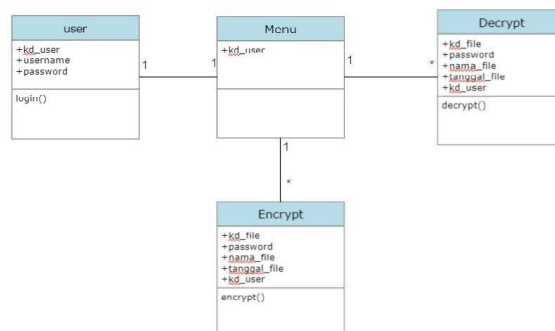 user
+kd_user
+username
+password
login()
1
1
Menu
+kd_user
1
*
Decrypt
+kd_file
+password
+nama_file
+tanggal_file
+kd_user
decrypt()
1
*
Encrypt
+kd_file
+password
+nama_file
+tanggal_file
+kd_user
encrypt()